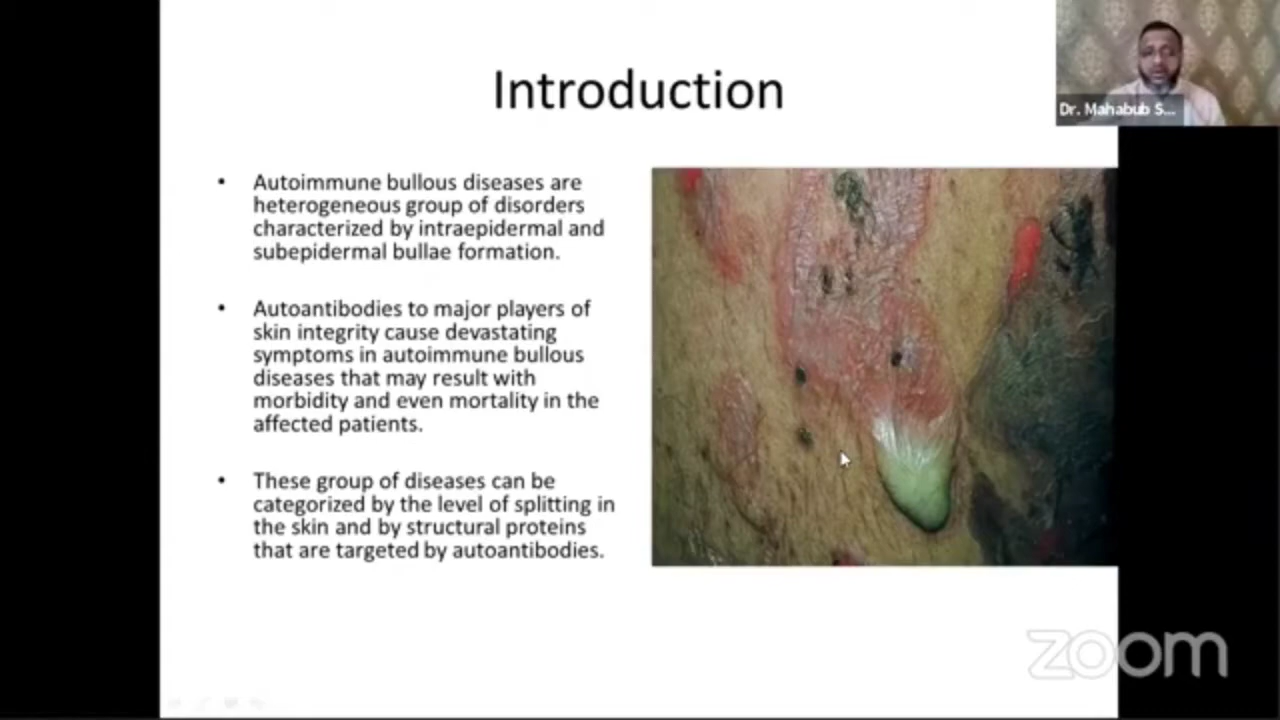 Introduction
Dr. Mahabub S...
• Autoimmune bullous diseases are
heterogeneous group of disorders
characterized by intraepidermal and
subepidermal bullae formation.
• Autoantibodies to major players of
skin integrity cause devastating
symptoms in autoimmune bullous
diseases that may result with
morbidity and even mortality in the
affected patients.
• These group of diseases can be
categorized by the level of splitting in
the skin and by structural proteins
that are targeted by autoantibodies.
zoom